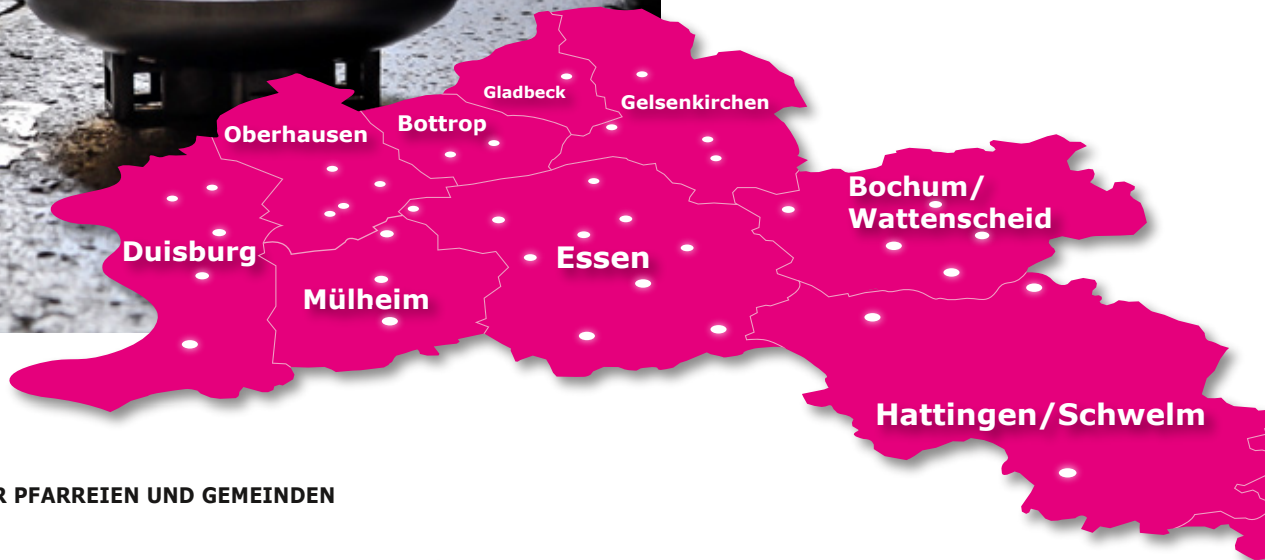 Gladbeck
Gelsenkirchen
Oberhausen
Bottrop
Bochum/
Wattenscheid
Duisburg
Essen
Mülheim
Hattingen/Schwelm
PFARREIEN UND GEMEINDEN